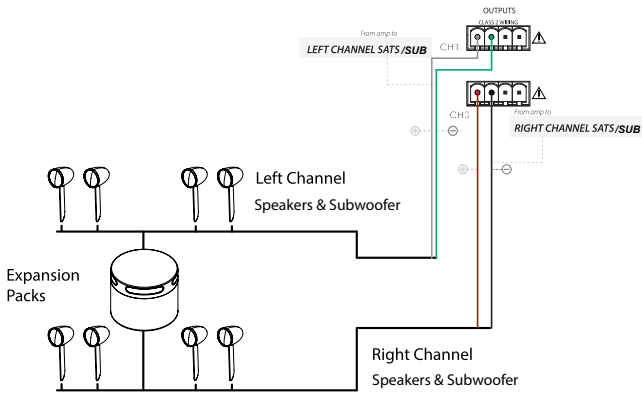 OUTPUTS
CLASS 2 WIRING
From amp to
LEFT CHANNEL SATS/SUB
CH1
From amp to
RIGHT CHANNEL SATS/SUB
CH3
Left Channel
Speakers & Subwoofer
Expansion
Packs
Right Channel
Speakers & Subwoofer